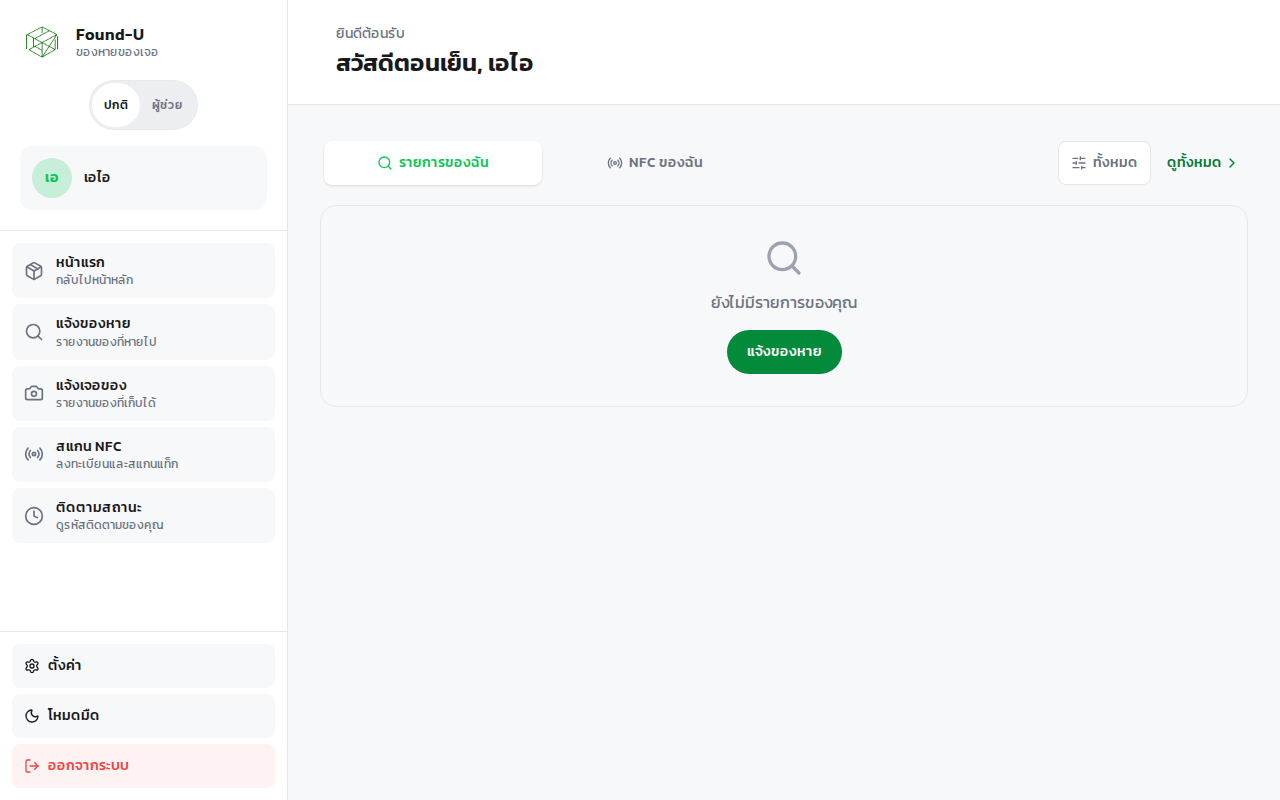 Found-U
ของหายของเจอ
ปกติ
ผู้ช่วย
เอ
เอไอ
หน้าแรก
กลับไปหน้าหลัก
แจ้งของหาย
รายงานของที่หายไป
แจ้งเจอของ
รายงานของที่เก็บได้
สแกน NFC
ลงทะเบียนและสแกนแท็ก
ติดตามสถานะ
ดูรหัสติดตามของคุณ
ตั้งค่า
โหมดมืด
ออกจากระบบ
ยินดีต้อนรับ
สวัสดีตอนเย็น, เอไอ
รายการของฉัน
NFC ของฉัน
ทั้งหมด
ดูทั้งหมด
ยังไม่มีรายการของคุณ
แจ้งของหาย